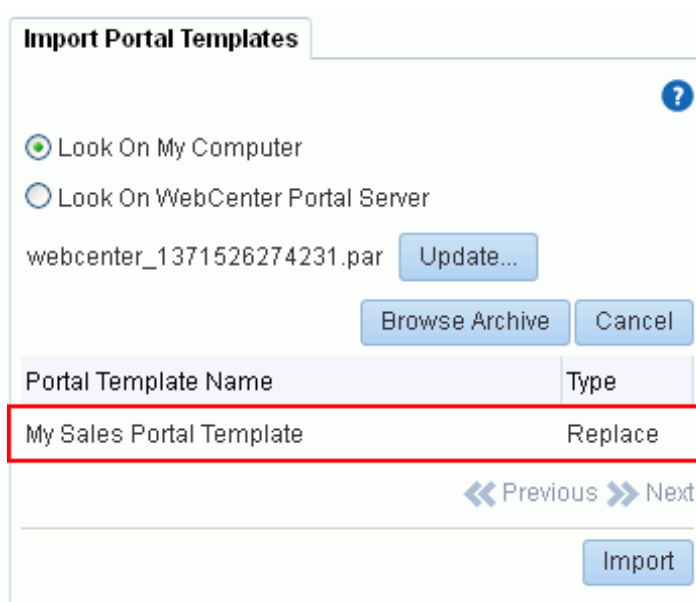 Import Portal Templates
?
Look On My Computer
Look On WebCenter Portal Server
webcenter_1371526274231.par Update...
Browse Archive Cancel
Portal Template Name Type
My Sales Portal Template Replace
Previous Next
Import